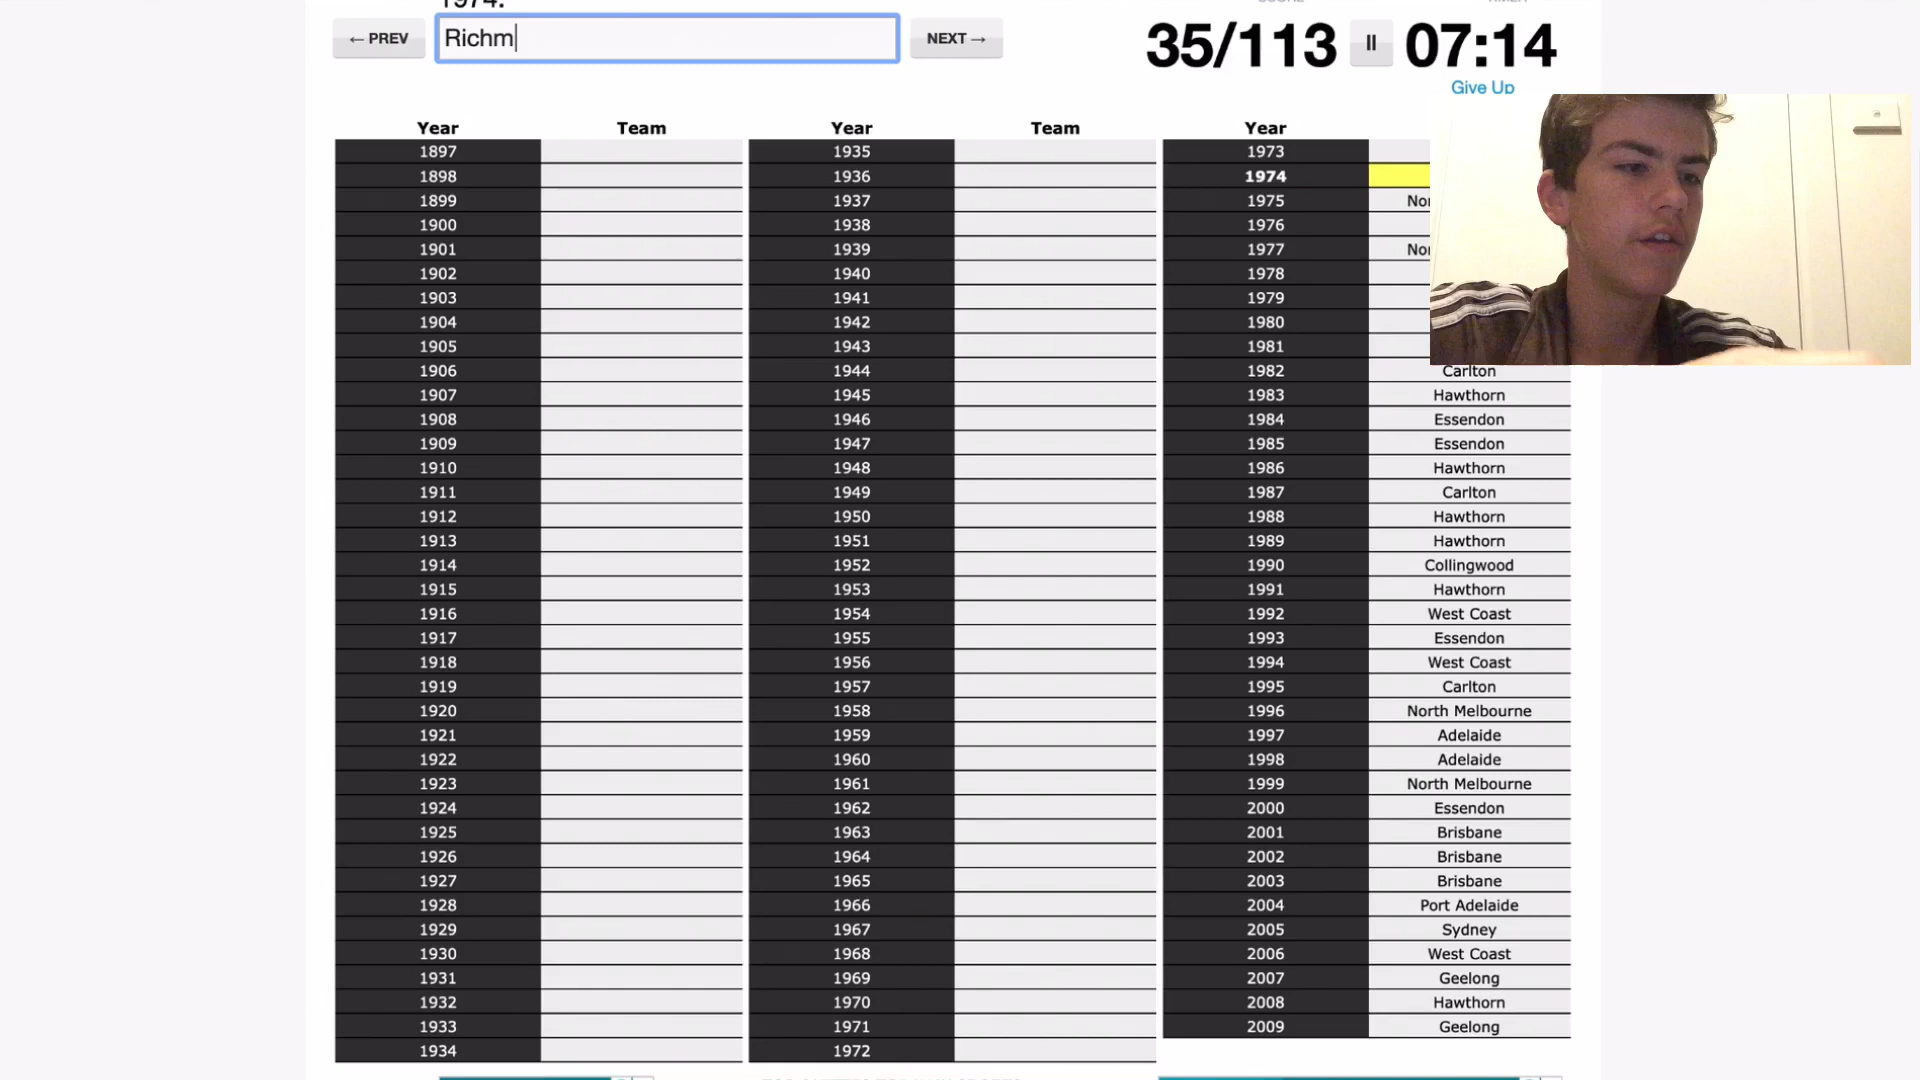 1974:
← PREV
Richm
NEXT →
35/113
07:14
Give Up
Year Team Year Team Year
1897 1935 1973
1898 1936 1974
1899 1937 1975
1900 1938 1976
1901 1939 1977
1902 1940 1978
1903 1941 1979
1904 1942 1980
1905 1943 1981
1906 1944 1982 Carlton
1907 1945 1983 Hawthorn
1908 1946 1984 Essendon
1909 1947 1985 Essendon
1910 1948 1986 Hawthorn
1911 1949 1987 Carlton
1912 1950 1988 Hawthorn
1913 1951 1989 Hawthorn
1914 1952 1990 Collingwood
1915 1953 1991 Hawthorn
1916 1954 1992 West Coast
1917 1955 1993 Essendon
1918 1956 1994 West Coast
1919 1957 1995 Carlton
1920 1958 1996 North Melbourne
1921 1959 1997 Adelaide
1922 1960 1998 Adelaide
1923 1961 1999 North Melbourne
1924 1962 2000 Essendon
1925 1963 2001 Brisbane
1926 1964 2002 Brisbane
1927 1965 2003 Brisbane
1928 1966 2004 Port Adelaide
1929 1967 2005 Sydney
1930 1968 2006 West Coast
1931 1969 2007 Geelong
1932 1970 2008 Hawthorn
1933 1971 2009 Geelong
1934 1972